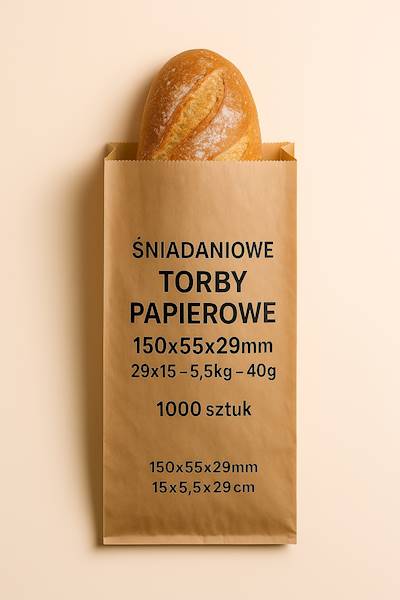 ŚNIADANIOWE
TORBY
PAPIEROWE
150x55x29mm
29x15 – 5,5kg – 40g
1000 sztuk
150x55x29mm
15x5,5x29cm